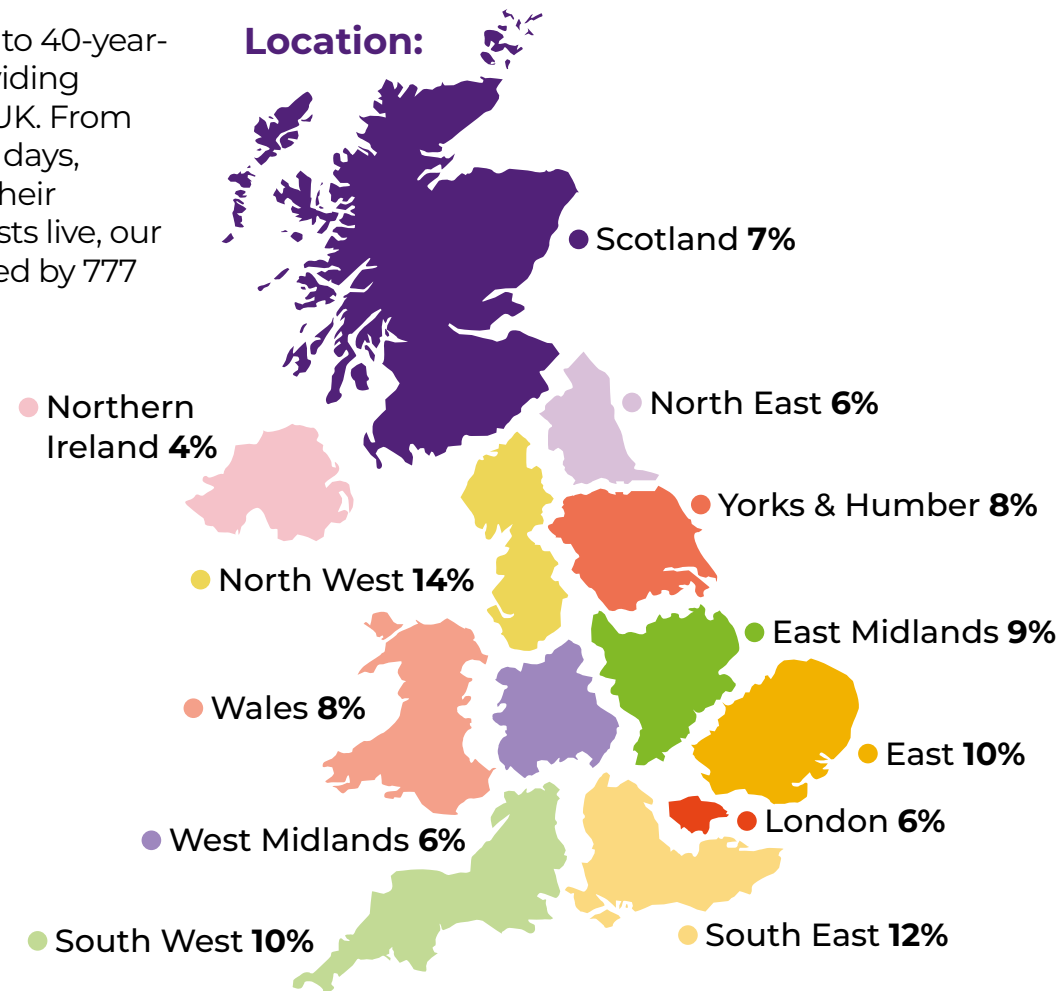 to 40-year-
viding
UK. From
days,
heir
sts live, our
ed by 777
Location:
Scotland 7%
North East 6%
Northern
Ireland 4%
Yorks & Humber 8%
North West 14%
East Midlands 9%
Wales 8%
East 10%
London 6%
West Midlands 6%
South East 12%
South West 10%